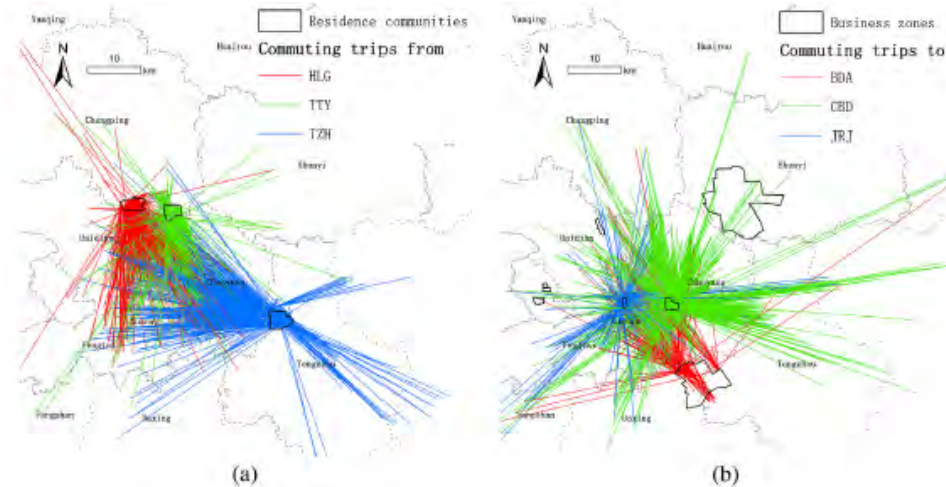 Yanqing
Residence communities
Huairou
Commuting trips from
N
10
km
HLG
TTY
TZH
Changping
Shunyi
Haidian
Chaoyang
Tongzhou
Fangshan
Daxing
(a)
Yanqing
Business zones
Huairou
Commuting trips to
N
10
km
BDA
CBD
JRJ
Changping
Shunyi
Haidian
Chaoyang
Tongzhou
Fangshan
Daxing
(b)